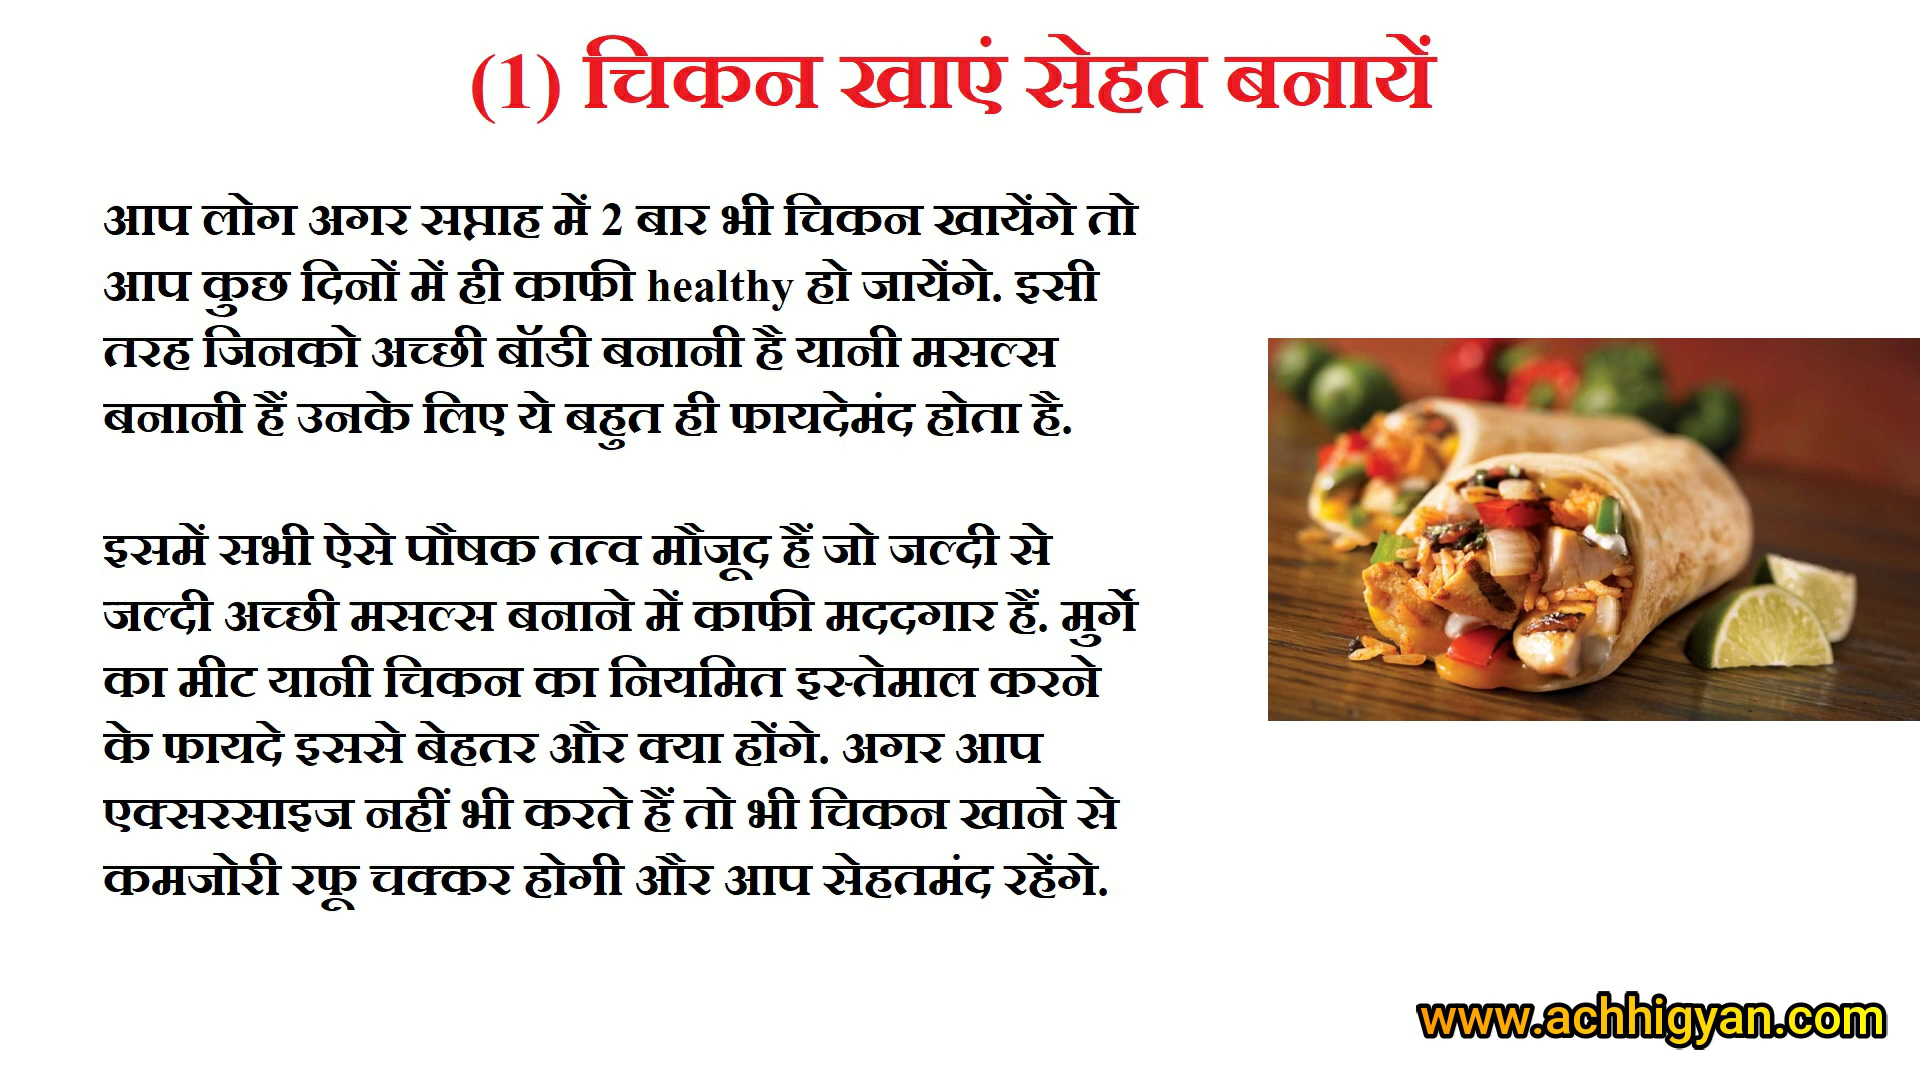 (1) चिकन खाएं सेहत बनायें
आप लोग अगर सप्ताह में 2 बार भी चिकन खायेंगे तो
आप कुछ दिनों में ही काफी healthy हो जायेंगे. इसी
तरह जिनको अच्छी बॉडी बनानी है यानी मसल्स
बनानी हैं उनके लिए ये बहुत ही फायदेमंद होता है.
इसमें सभी ऐसे पौषक तत्व मौजूद हैं जो जल्दी से
जल्दी अच्छी मसल्स बनाने में काफी मददगार हैं. मुर्गे
का मीट यानी चिकन का नियमित इस्तेमाल करने
के फायदे इससे बेहतर और क्या होंगे. अगर आप
एक्सरसाइज नहीं भी करते हैं तो भी चिकन खाने से
कमजोरी रफू चक्कर होगी और आप सेहतमंद रहेंगे.
www.achhigyan.com